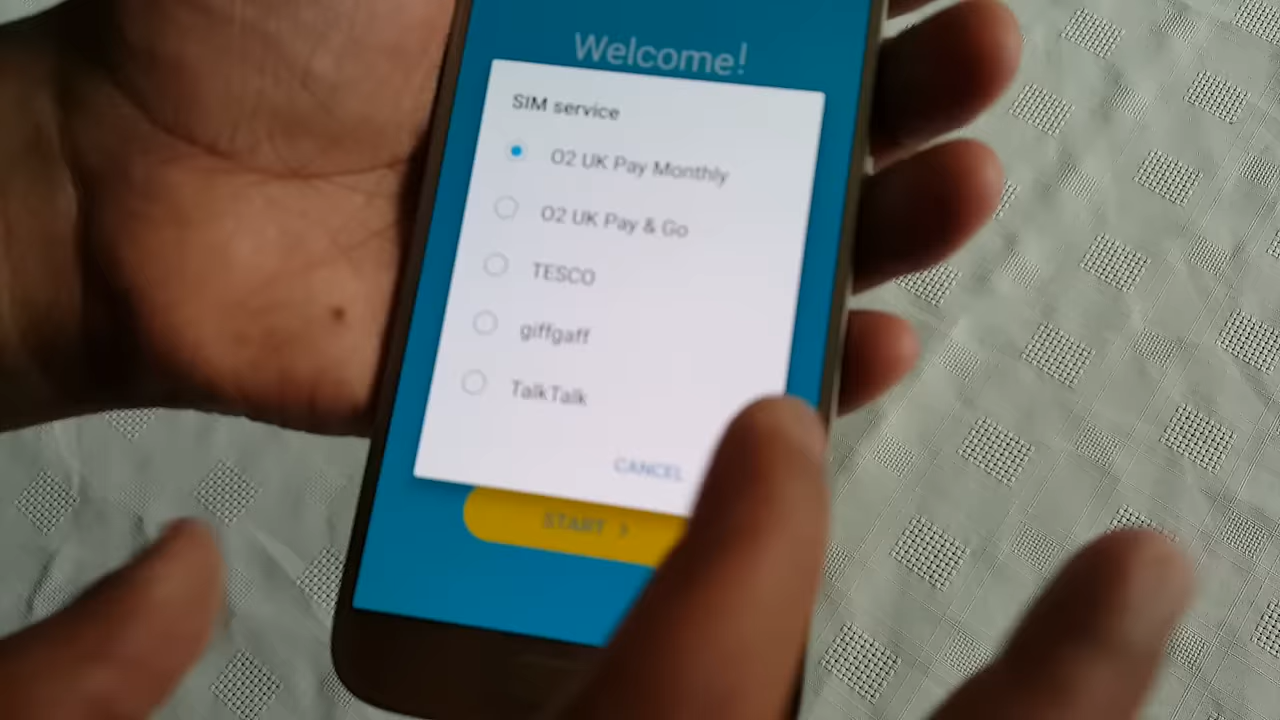 Welcome!
SIM service
O2 UK Pay Monthly
O2 UK Pay & Go
TESCO
giffgaff
TalkTalk
CANCEL
START >